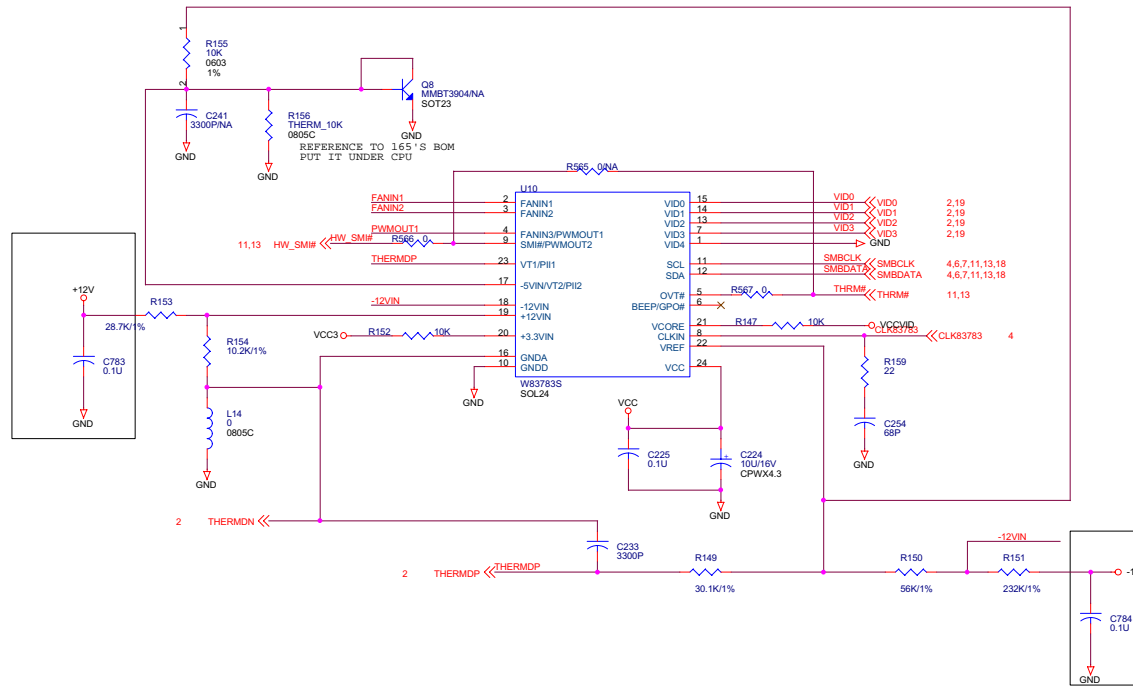 1
R155
10K
0603
1%
2
C241
3300P/NA
GND
R156
THERM_10K
0805C
GND
REFERENCE TO 165'S BOM
PUT IT UNDER CPU
Q8
MMBT3904/NA
SOT23
GND
R565 0/NA
U10
FANIN1 2 FANIN1
FANIN2 3 FANIN2
PWMOUT1 4 FANIN3/PWMOUT1
11,13 HW_SMI# HW_SMI# R566 0 9 SMI#/PWMOUT2
THERMDP 23 VT1/PII1
17 -5VIN/VT2/PII2
-12VIN 18 -12VIN
19 +12VIN
VCC3 R152 10K 20 +3.3VIN
16 GNDA
10 GNDD
GND
W83783S
SOL24
VID0 15 VID0 VID0 2,19
VID1 14 VID1 VID1 2,19
VID2 13 VID2 VID2 2,19
VID3 7 VID3 VID3 2,19
VID4 1 GND
SCL 11 SMBCLK SMBCLK 4,6,7,11,13,18
SDA 12 SMBDATA SMBDATA 4,6,7,11,13,18
OVT# 5 R567 0 THRM# THRM# 11,13
BEEP/GPO# 6
VCORE 21 R147 10K VCCVID
CLKIN 8 CLK83783 CLK83783 4
VREF 22
VCC 24
+12V
R153
28.7K/1%
C783
0.1U
GND
R154
10.2K/1%
L14
0
0805C
GND
R159
22
C254
68P
GND
VCC
C225
0.1U
C224
10U/16V
CPWX4.3
+
GND
2 THERMDN
C233
3300P
2 THERMDP THERMDP
R149
30.1K/1%
R150
56K/1%
-12VIN
R151
232K/1%
-1
C784
0.1U
GND